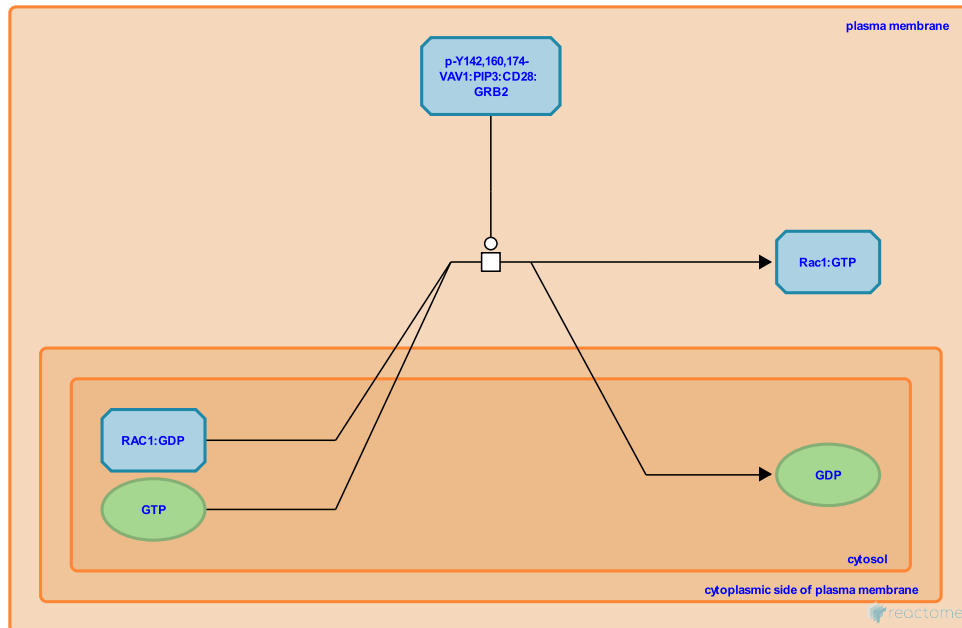 plasma membrane
p-Y142,160,174-
VAV1:PIP3:CD28:
GRB2
Rac1:GTP
RAC1:GDP
GTP
GDP
cytosol
cytoplasmic side of plasma membrane
reactome